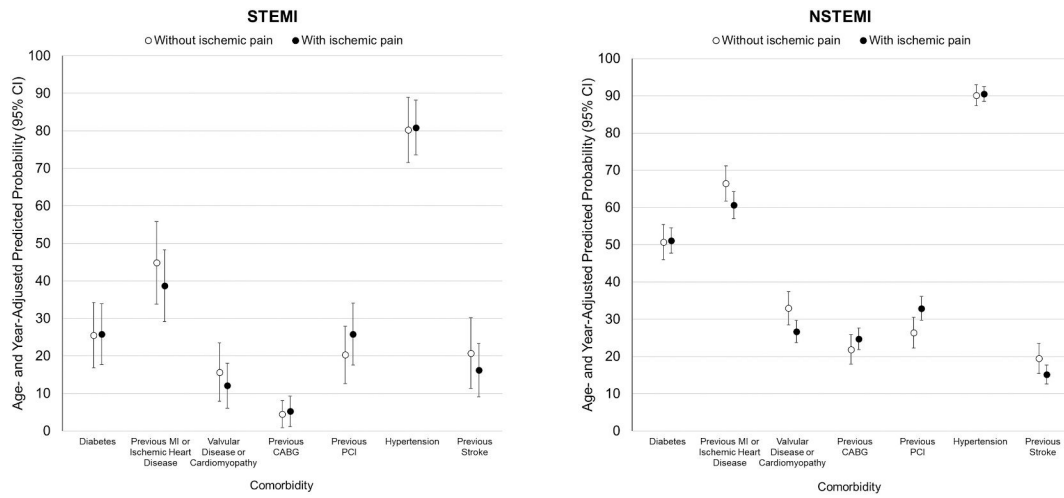 STEMI
○ Without ischemic pain ● With ischemic pain
Age- and Year-Adjusetd Predicted Probability (95% CI)
100
90
80
70
60
50
40
30
20
10
0
Diabetes
Previous MI or
Ischemic Heart
Disease
Valvular
Disease or
Cardiomyopathy
Previous
CABG
Previous
PCI
Hypertension
Previous
Stroke
Comorbidity
NSTEMI
○ Without ischemic pain ● With ischemic pain
Age- and Year-Adjusted Predicted Probability (95% CI)
100
90
80
70
60
50
40
30
20
10
0
Diabetes
Previous MI or
Ischemic Heart
Disease
Valvular
Disease or
Cardiomyopathy
Previous
CABG
Previous
PCI
Hypertension
Previous
Stroke
Comorbidity